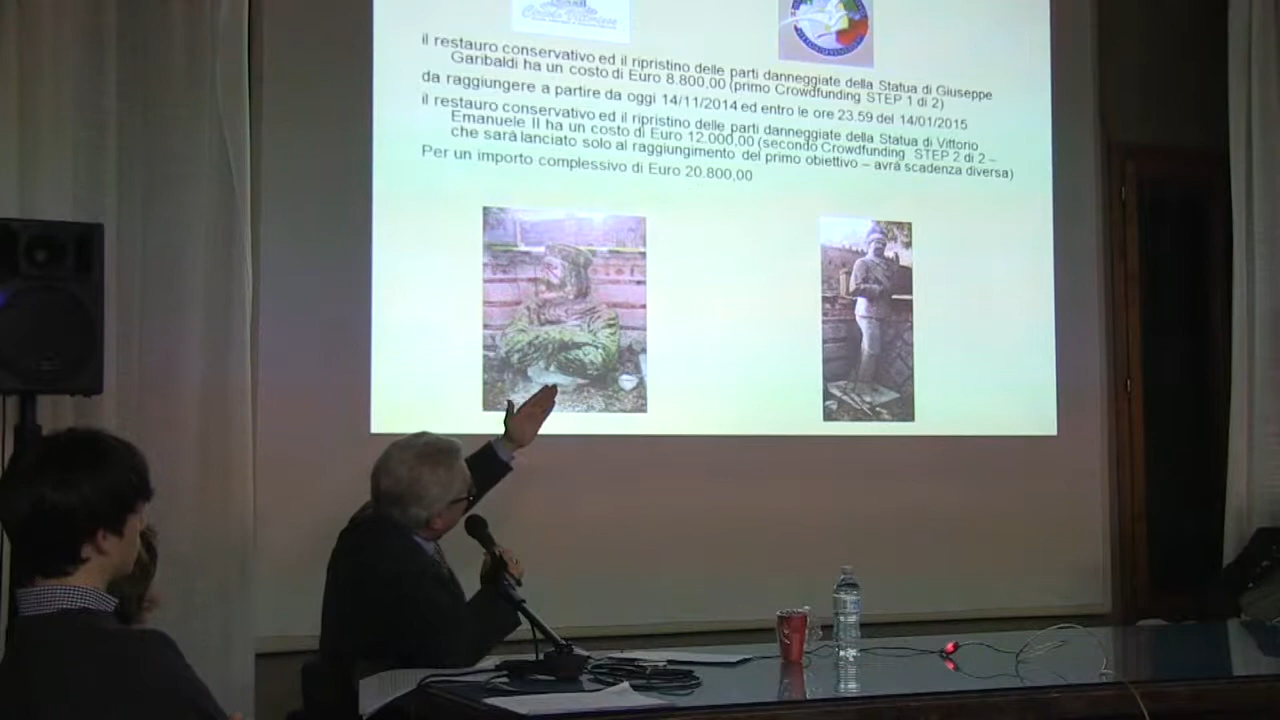 il restauro conservativo ed il ripristino delle parti danneggiate della Statua di Giuseppe
Garibaldi ha un costo di Euro 8.800,00 (primo Crowdfunding STEP 1 di 2)
da raggiungere a partire da oggi 14/11/2014 ed entro le ore 23.59 del 14/01/2015
il restauro conservativo ed il ripristino delle parti danneggiate della Statua di Vittorio
Emanuele II ha un costo di Euro 12.000,00 (secondo Crowdfunding STEP 2 di 2 –
che sarà lanciato solo al raggiungimento del primo obiettivo – avrà scadenza diversa)
Per un importo complessivo di Euro 20.800,00